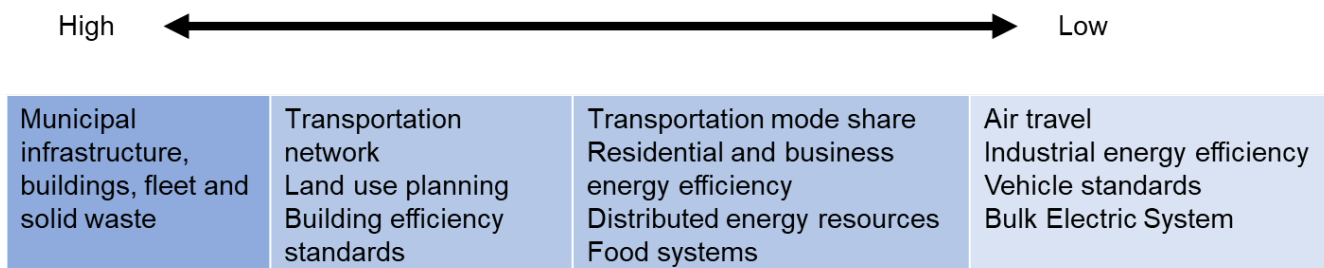 High
Low
Municipal
infrastructure,
buildings, fleet and
solid waste
Transportation
network
Land use planning
Building efficiency
standards
Transportation mode share
Residential and business
energy efficiency
Distributed energy resources
Food systems
Air travel
Industrial energy efficiency
Vehicle standards
Bulk Electric System